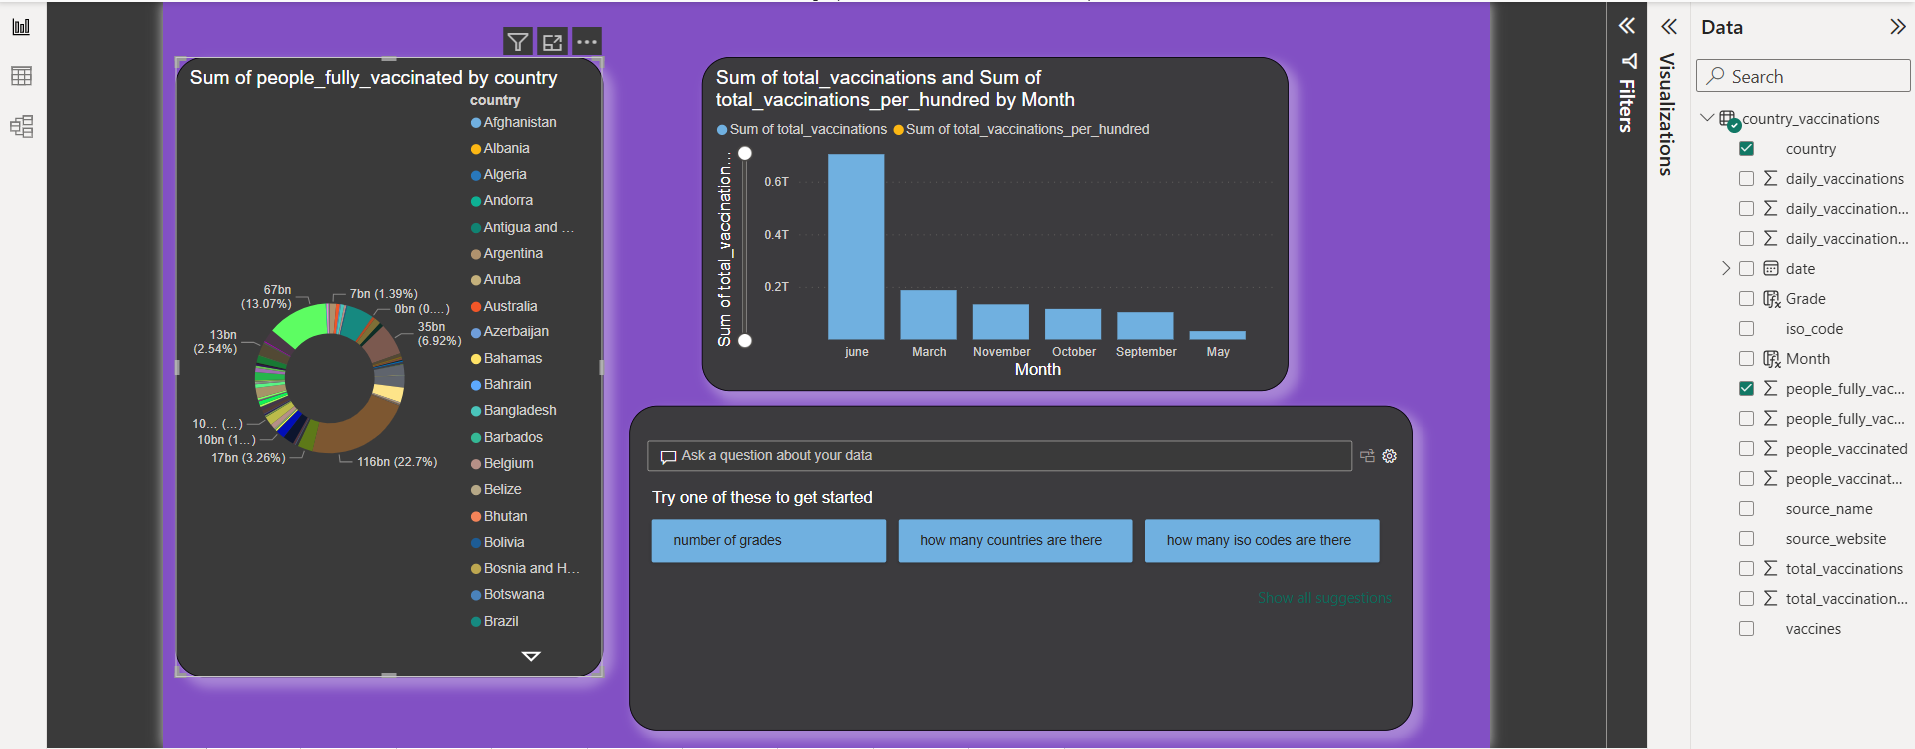 Sum of people_fully_vaccinated by country
country
Afghanistan
Albania
Algeria
Andorra
Antigua and ...
Argentina
Aruba
Australia
Azerbaijan
Bahamas
Bahrain
Bangladesh
Barbados
Belgium
Belize
Bhutan
Bolivia
Bosnia and H...
Botswana
Brazil
67bn
(13.07%)
7bn (1.39%)
0bn (0....)
35bn
(6.92%)
13bn
(2.54%)
10... (...)
10bn (1...)
17bn (3.26%)
116bn (22.7%)
Sum of total_vaccinations and Sum of
total_vaccinations_per_hundred by Month
Sum of total_vaccinations
Sum of total_vaccinations_per_hundred
Sum of total_vaccination...
0.6T
0.4T
0.2T
june
March
November
October
September
May
Month
Ask a question about your data
Try one of these to get started
number of grades
how many countries are there
how many iso codes are there
Show all suggestions
Filters
Visualizations
Data
Search
country_vaccinations
country
daily_vaccinations
daily_vaccination...
daily_vaccination...
date
Grade
iso_code
Month
people_fully_vac...
people_fully_vac...
people_vaccinated
people_vaccinat...
source_name
source_website
total_vaccinations
total_vaccination...
vaccines